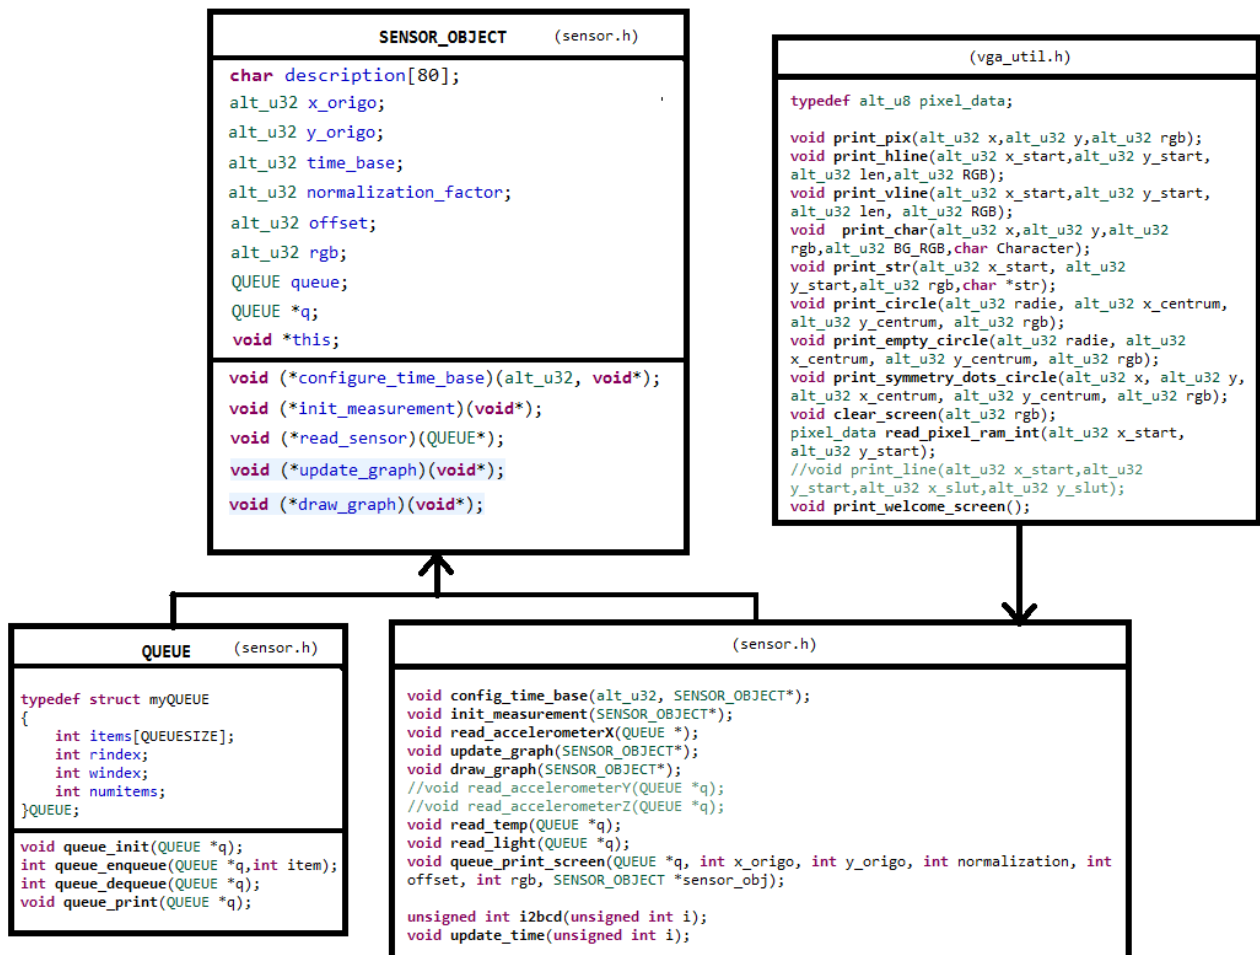 SENSOR_OBJECT (sensor.h)
char description[80];
alt_u32 x_origo;
alt_u32 y_origo;
alt_u32 time_base;
alt_u32 normalization_factor;
alt_u32 offset;
alt_u32 rgb;
QUEUE queue;
QUEUE *q;
void *this;
void (*configure_time_base)(alt_u32, void*);
void (*init_measurement)(void*);
void (*read_sensor)(QUEUE*);
void (*update_graph)(void*);
void (*draw_graph)(void*);
(vga_util.h)
typedef alt_u8 pixel_data;
void print_pix(alt_u32 x,alt_u32 y,alt_u32 rgb);
void print_hline(alt_u32 x_start,alt_u32 y_start,
alt_u32 len,alt_u32 RGB);
void print_vline(alt_u32 x_start,alt_u32 y_start,
alt_u32 len, alt_u32 RGB);
void  print_char(alt_u32 x,alt_u32 y,alt_u32
rgb,alt_u32 BG_RGB,char Character);
void print_str(alt_u32 x_start, alt_u32
y_start,alt_u32 rgb,char *str);
void print_circle(alt_u32 radie, alt_u32 x_centrum,
alt_u32 y_centrum, alt_u32 rgb);
void print_empty_circle(alt_u32 radie, alt_u32
x_centrum, alt_u32 y_centrum, alt_u32 rgb);
void print_symmetry_dots_circle(alt_u32 x, alt_u32 y,
alt_u32 x_centrum, alt_u32 y_centrum, alt_u32 rgb);
void clear_screen(alt_u32 rgb);
pixel_data read_pixel_ram_int(alt_u32 x_start,
alt_u32 y_start);
//void print_line(alt_u32 x_start,alt_u32
y_start,alt_u32 x_slut,alt_u32 y_slut);
void print_welcome_screen();
QUEUE (sensor.h)
typedef struct myQUEUE
{
int items[QUEUESIZE];
int rindex;
int windex;
int numitems;
}QUEUE;
void queue_init(QUEUE *q);
int queue_enqueue(QUEUE *q,int item);
int queue_dequeue(QUEUE *q);
void queue_print(QUEUE *q);
(sensor.h)
void config_time_base(alt_u32, SENSOR_OBJECT*);
void init_measurement(SENSOR_OBJECT*);
void read_accelerometerX(QUEUE *);
void update_graph(SENSOR_OBJECT*);
void draw_graph(SENSOR_OBJECT*);
//void read_accelerometerY(QUEUE *q);
//void read_accelerometerZ(QUEUE *q);
void read_temp(QUEUE *q);
void read_light(QUEUE *q);
void queue_print_screen(QUEUE *q, int x_origo, int y_origo, int normalization, int
offset, int rgb, SENSOR_OBJECT *sensor_obj);
unsigned int i2bcd(unsigned int i);
void update_time(unsigned int i);